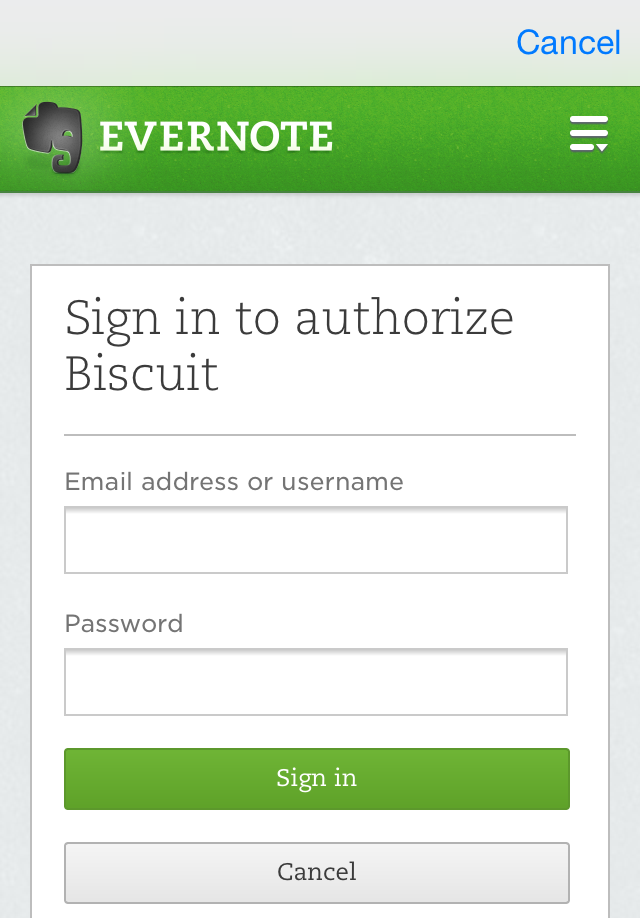 Cancel
EVERNOTE
Sign in to authorize
Biscuit
Email address or username
Password
Sign in
Cancel